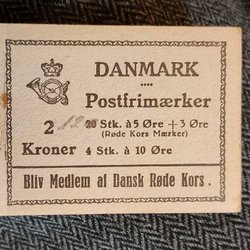 DANMARK
Postfrimærker
2 12 20 Stk. à 5 Øre + 3 Øre
(Røde Kors Mærker)
Kroner 4 Stk. à 10 Øre
Bliv Medlem af Dansk Røde Kors.